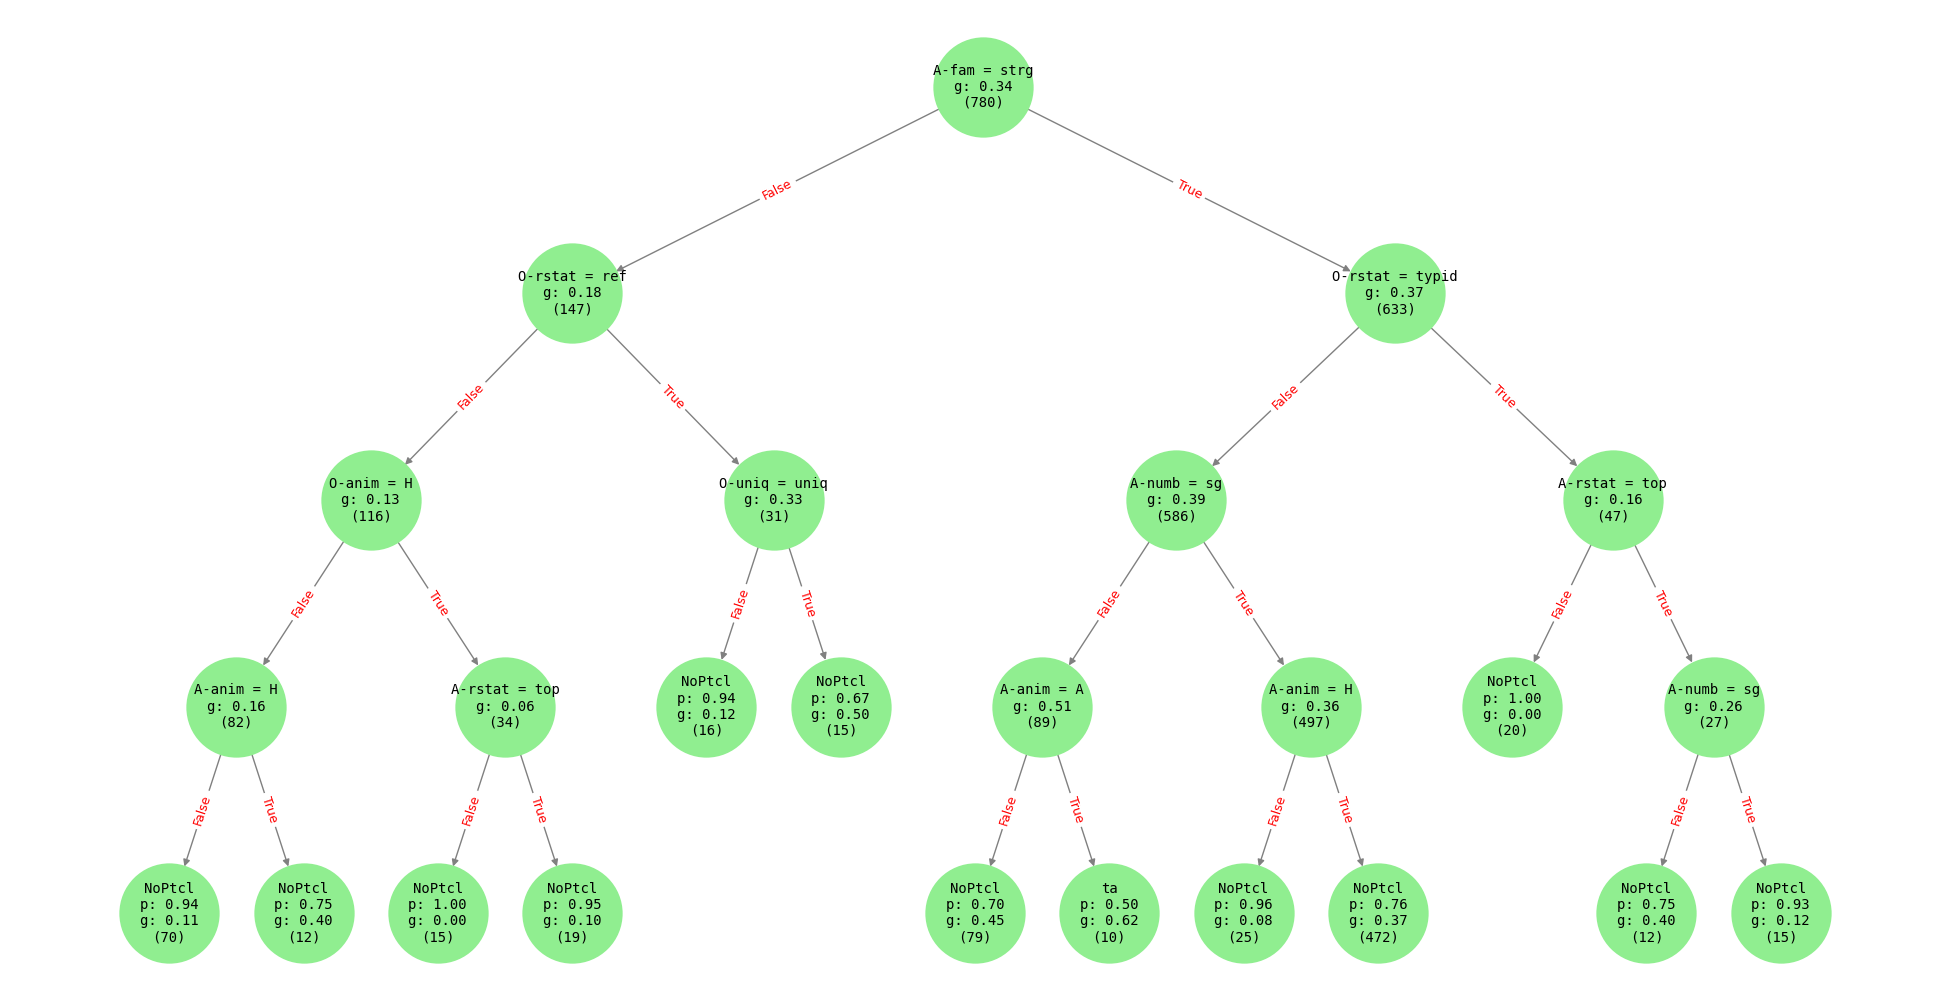 A-fam = strg
g: 0.34
(780)
False
True
O-rstat = ref
g: 0.18
(147)
O-rstat = typid
g: 0.37
(633)
False
True
False
True
O-anim = H
g: 0.13
(116)
O-uniq = uniq
g: 0.33
(31)
A-numb = sg
g: 0.39
(586)
A-rstat = top
g: 0.16
(47)
False
True
False
True
False
True
False
True
A-anim = H
g: 0.16
(82)
A-rstat = top
g: 0.06
(34)
NoPtcl
p: 0.94
g: 0.12
(16)
NoPtcl
p: 0.67
g: 0.50
(15)
A-anim = A
g: 0.51
(89)
A-anim = H
g: 0.36
(497)
NoPtcl
p: 1.00
g: 0.00
(20)
A-numb = sg
g: 0.26
(27)
False
True
False
True
False
True
False
True
False
True
NoPtcl
p: 0.94
g: 0.11
(70)
NoPtcl
p: 0.75
g: 0.40
(12)
NoPtcl
p: 1.00
g: 0.00
(15)
NoPtcl
p: 0.95
g: 0.10
(19)
NoPtcl
p: 0.70
g: 0.45
(79)
ta
p: 0.50
g: 0.62
(10)
NoPtcl
p: 0.96
g: 0.08
(25)
NoPtcl
p: 0.76
g: 0.37
(472)
NoPtcl
p: 0.75
g: 0.40
(12)
NoPtcl
p: 0.93
g: 0.12
(15)